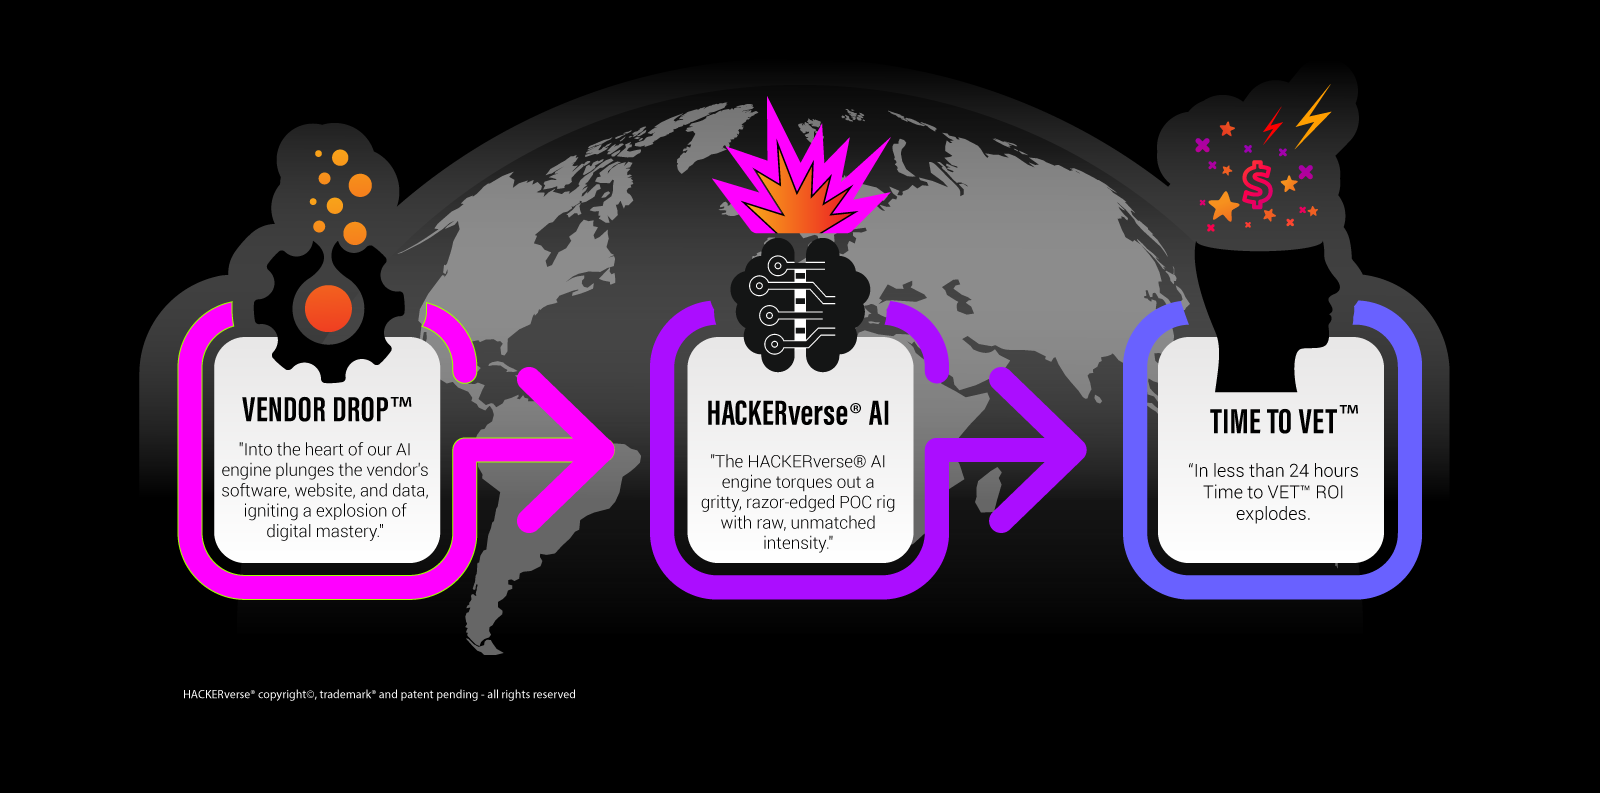 VENDOR DROP™
"Into the heart of our AI
engine plunges the vendor's
software, website, and data,
igniting a explosion of
digital mastery."
HACKERverse® AI
"The HACKERverse® AI
engine torques out a
gritty, razor-edged POC rig
with raw, unmatched
intensity."
TIME TO VET™
“In less than 24 hours
Time to VET™ ROI
explodes.
HACKERverse® copyright©, trademark® and patent pending - all rights reserved